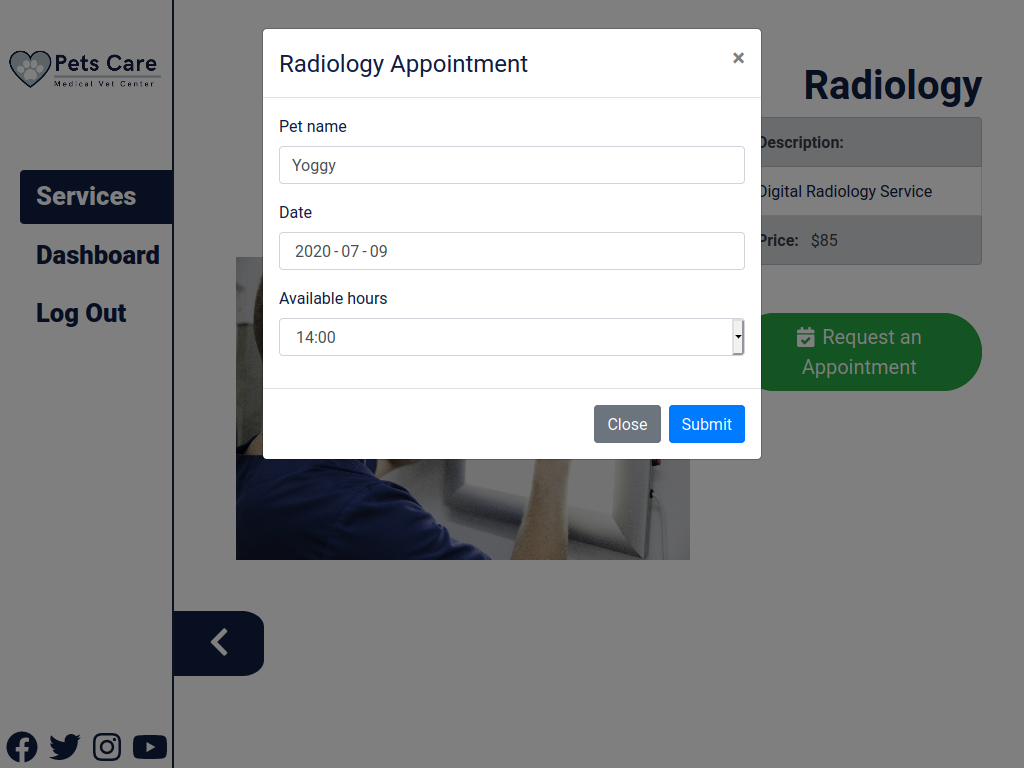 Pets Care
Medical Vet Center
Services
Dashboard
Log Out
Radiology Appointment
×
Pet name
Yoggy
Date
2020-07-09
Available hours
14:00
Close
Submit
Radiology
Description:
Digital Radiology Service
Price: $85
Request an
Appointment